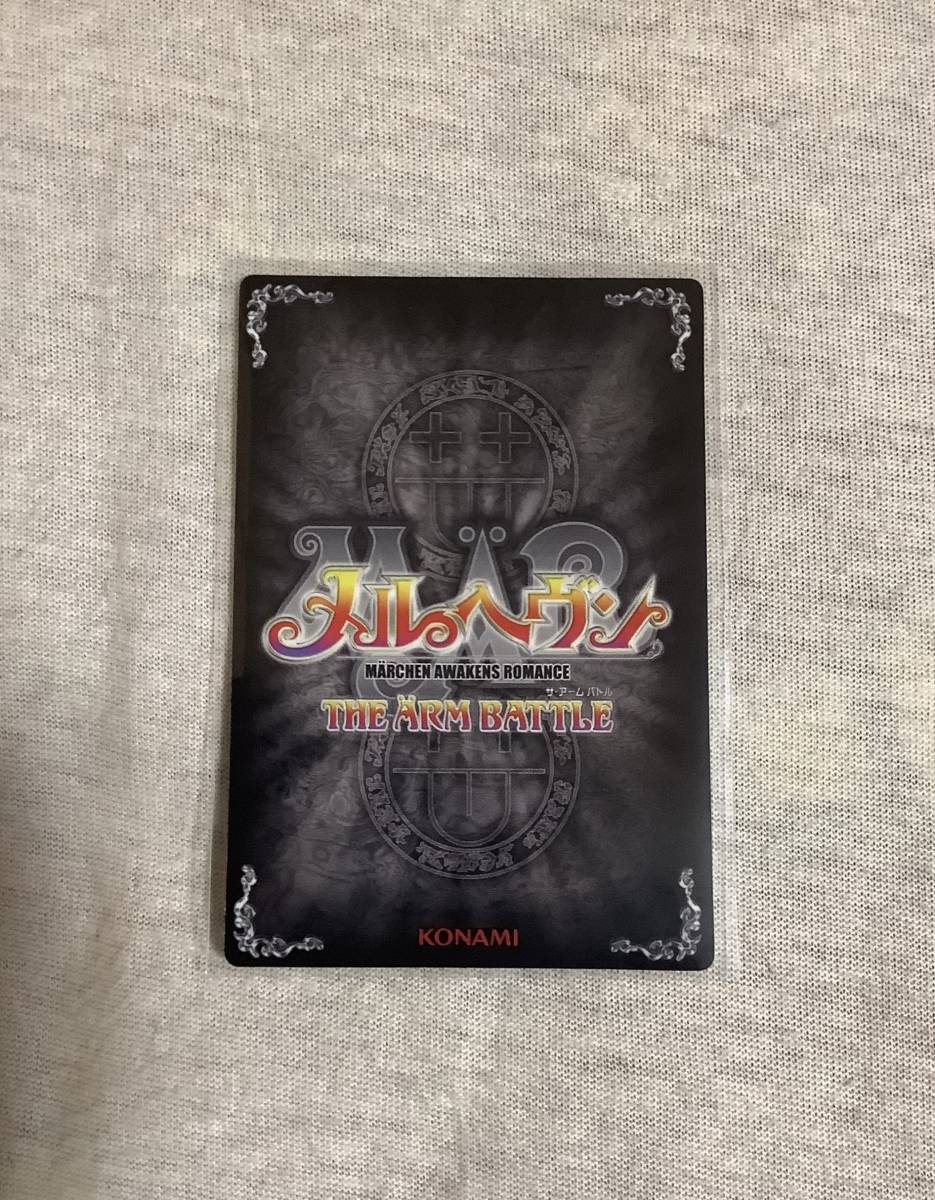 MÄR
メルヘヴン
MÄRCHEN AWAKENS ROMANCE
ザ・アーム バトル
THE ÄRM BATTLE
KONAMI